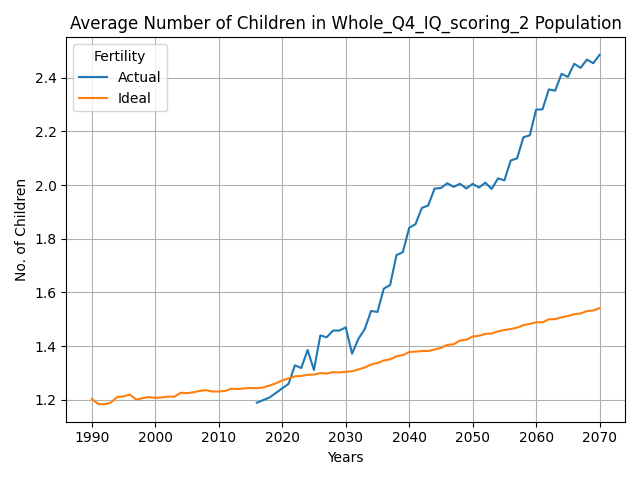 Average Number of Children in Whole_Q4_IQ_scoring_2 Population
Fertility
Actual
Ideal
No. of Children
2.4
2.2
2.0
1.8
1.6
1.4
1.2
1990 2000 2010 2020 2030 2040 2050 2060 2070
Years